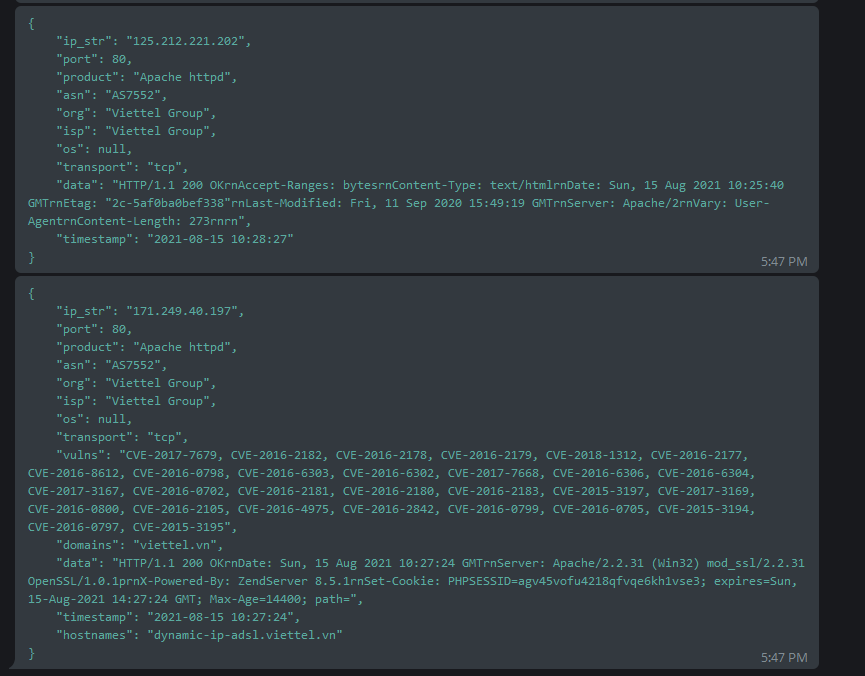 {
"ip_str": "125.212.221.202",
"port": 80,
"product": "Apache httpd",
"asn": "AS7552",
"org": "Viettel Group",
"isp": "Viettel Group",
"os": null,
"transport": "tcp",
"data": "HTTP/1.1 200 OKrnAccept-Ranges: bytesrnContent-Type: text/htmlrnDate: Sun, 15 Aug 2021 10:25:40
GMTrnEtag: "2c-5af0ba0bef338"rnLast-Modified: Fri, 11 Sep 2020 15:49:19 GMTrnServer: Apache/2rnVary: User-
AgentrnContent-Length: 273rnrn",
"timestamp": "2021-08-15 10:28:27"
}
5:47 PM
{
"ip_str": "171.249.40.197",
"port": 80,
"product": "Apache httpd",
"asn": "AS7552",
"org": "Viettel Group",
"isp": "Viettel Group",
"os": null,
"transport": "tcp",
"vulns": "CVE-2017-7679, CVE-2016-2182, CVE-2016-2178, CVE-2016-2179, CVE-2018-1312, CVE-2016-2177,
CVE-2016-8612, CVE-2016-0798, CVE-2016-6303, CVE-2016-6302, CVE-2017-7668, CVE-2016-6306, CVE-2016-6304,
CVE-2017-3167, CVE-2016-0702, CVE-2016-2181, CVE-2016-2180, CVE-2016-2183, CVE-2015-3197, CVE-2017-3169,
CVE-2016-0800, CVE-2016-2105, CVE-2016-4975, CVE-2016-2842, CVE-2016-0799, CVE-2016-0705, CVE-2015-3194,
CVE-2016-0797, CVE-2015-3195",
"domains": "viettel.vn",
"data": "HTTP/1.1 200 OKrnDate: Sun, 15 Aug 2021 10:27:24 GMTrnServer: Apache/2.2.31 (Win32) mod_ssl/2.2.31
OpenSSL/1.0.1prnX-Powered-By: ZendServer 8.5.1rnSet-Cookie: PHPSESSID=agv45vofu4218qfvqe6kh1vse3; expires=Sun,
15-Aug-2021 14:27:24 GMT; Max-Age=14400; path=",
"timestamp": "2021-08-15 10:27:24",
"hostnames": "dynamic-ip-adsl.viettel.vn"
}
5:47 PM